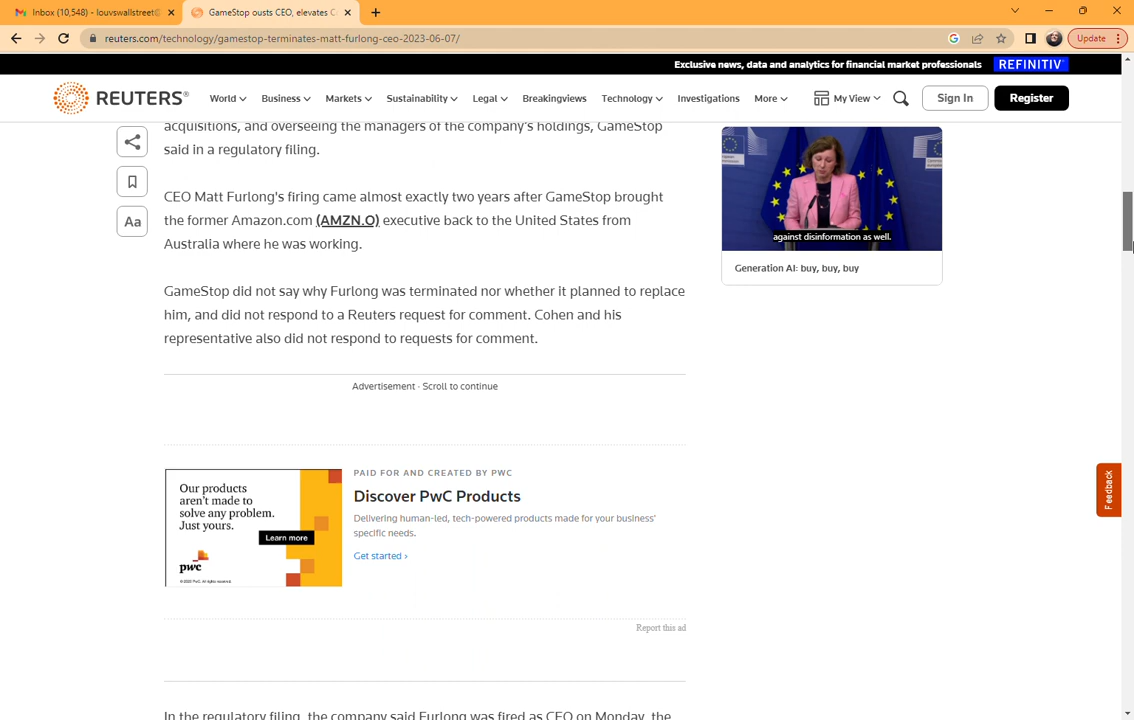 Inbox (10,548) - louvswallstreet@
GameStop ousts CEO, elevates C
reuters.com/technology/gamestop-terminates-matt-furlong-ceo-2023-06-07/
Update
Exclusive news, data and analytics for financial market professionals
REFINITIV
REUTERS®
World
Business
Markets
Sustainability
Legal
Breakingviews
Technology
Investigations
More
My View
Sign In
Register
acquisitions, and overseeing the managers of the company's holdings, GameStop
said in a regulatory filing.
Aa
CEO Matt Furlong's firing came almost exactly two years after GameStop brought
the former Amazon.com (AMZN.O) executive back to the United States from
Australia where he was working.
against disinformation as well.
Generation AI: buy, buy, buy
GameStop did not say why Furlong was terminated nor whether it planned to replace
him, and did not respond to a Reuters request for comment. Cohen and his
representative also did not respond to requests for comment.
Advertisement · Scroll to continue
Our products
aren't made to
solve any problem.
Just yours.
Learn more
pwc
PAID FOR AND CREATED BY PWC
Discover PwC Products
Delivering human-led, tech-powered products made for your business'
specific needs.
Get started ›
Report this ad
Feedback
In the regulatory filing, the company said Furlong was fired as CEO on Monday, the